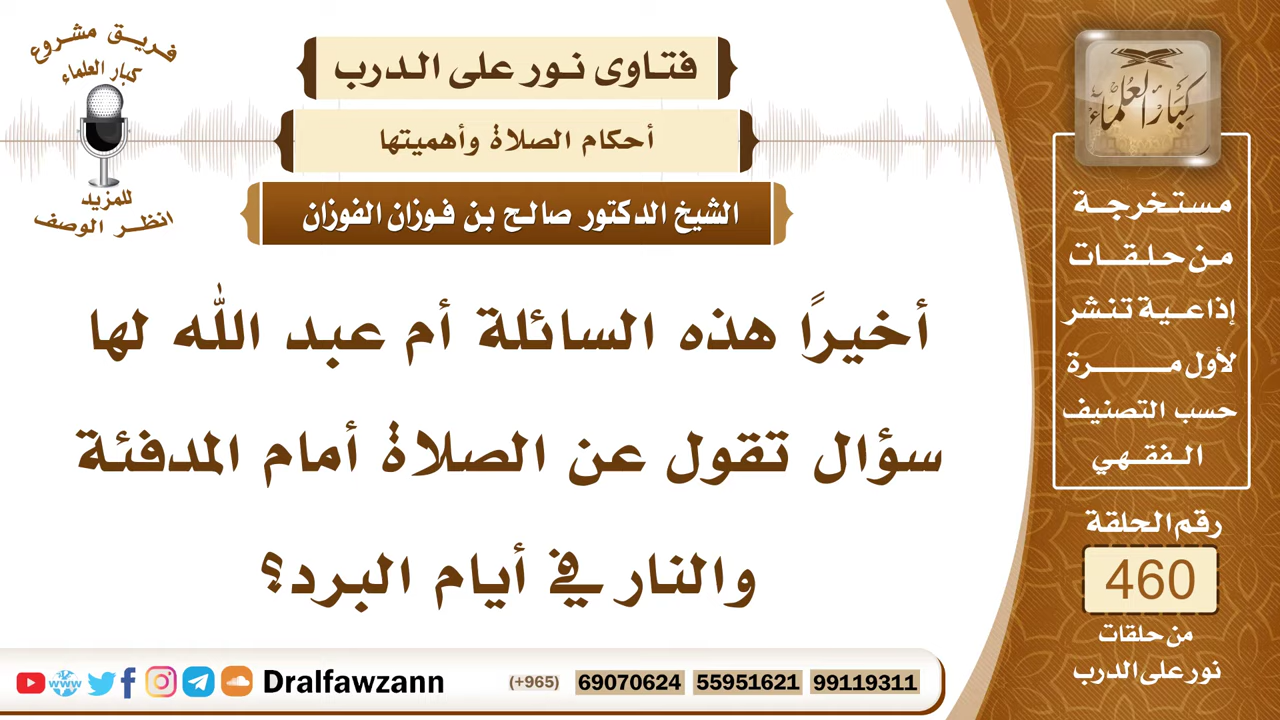 فريق مشروع
كبار العلماء
للمزيد
انظر الوصف
فتاوى نور على الدرب
أحكام الصلاة وأهميتها
الشيخ الدكتور صالح بن فوزان الفوزان
أخيراً هذه السائلة أم عبد الله لها
سؤال تقول عن الصلاة أمام المدفئة
والنار في أيام البرد؟
كبار العلماء
مستخرجة
من حلقات
إذاعية تنشر
لأول مرة
حسب التصنيف
الفقهي
رقم الحلقة
460
من حلقات
نور على الدرب
www
Dralfawzann
(+965) 69070624 55951621 99119311